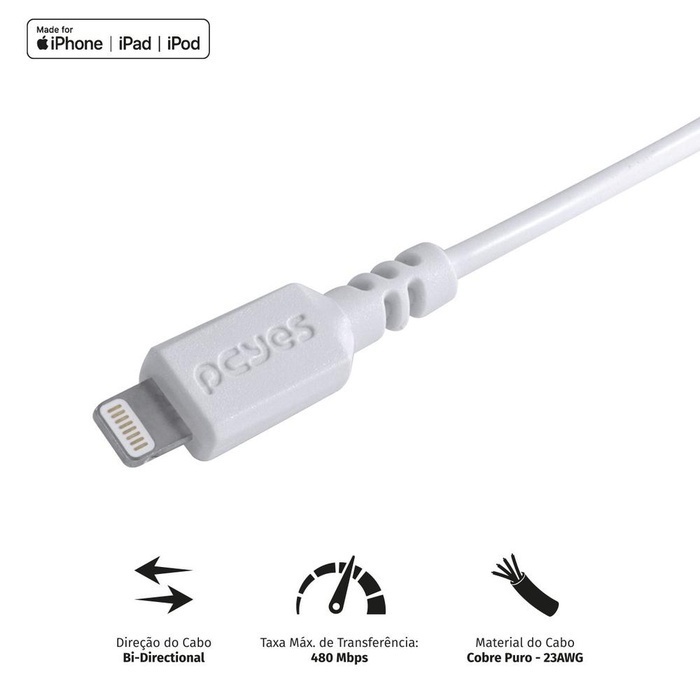 Made for
iPhone | iPad | iPod
pcyes
Direção do Cabo
Bi-Directional
Taxa Máx. de Transferência:
480 Mbps
Material do Cabo
Cobre Puro - 23AWG